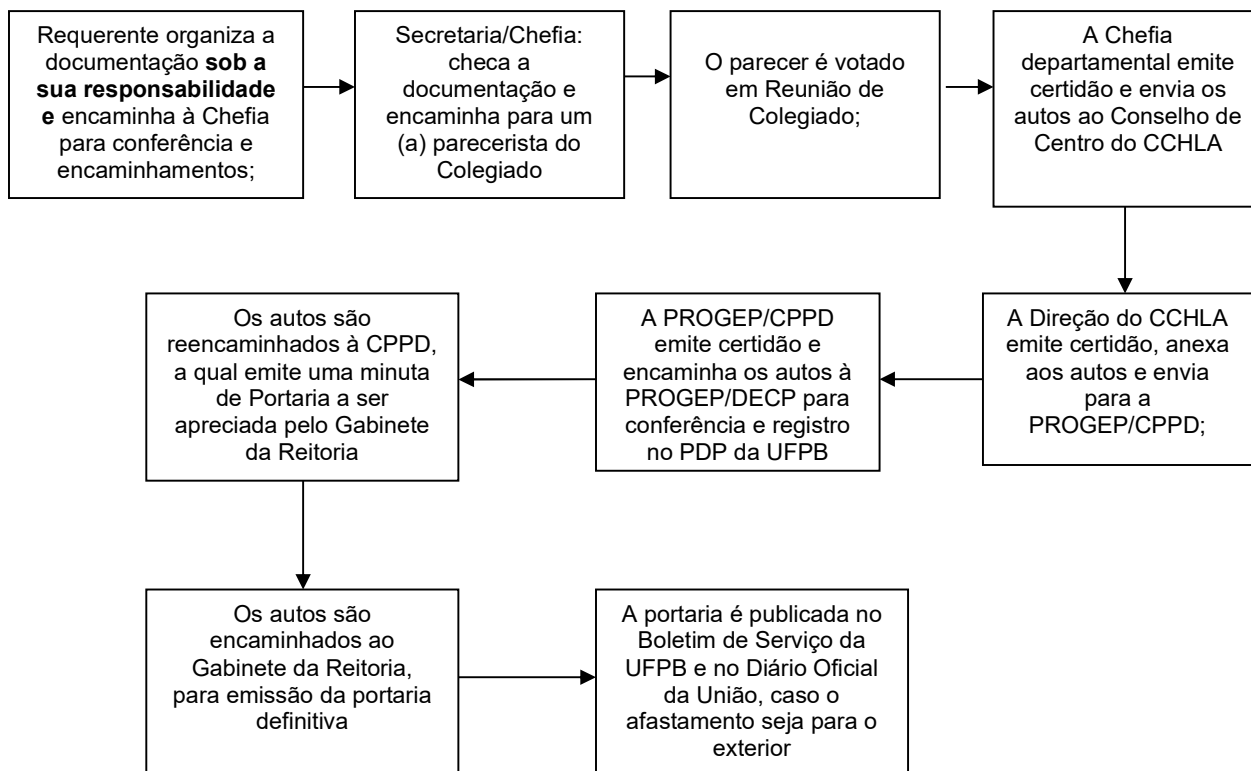 Requerente organiza a
documentação sob a
sua responsabilidade
e encaminha à Chefia
para conferência e
encaminhamentos;
Secretaria/Chefia:
checa a
documentação e
encaminha para um
(a) parecerista do
Colegiado
O parecer é votado
em Reunião de
Colegiado;
A Chefia
departamental emite
certidão e envia os
autos ao Conselho de
Centro do CCHLA
A Direção do CCHLA
emite certidão, anexa
aos autos e envia
para a
PROGEP/CPPD;
A PROGEP/CPPD
emite certidão e
encaminha os autos à
PROGEP/DECP para
conferência e registro
no PDP da UFPB
Os autos são
reencaminhados à CPPD,
a qual emite uma minuta
de Portaria a ser
apreciada pelo Gabinete
da Reitoria
Os autos são
encaminhados ao
Gabinete da Reitoria,
para emissão da portaria
definitiva
A portaria é publicada no
Boletim de Serviço da
UFPB e no Diário Oficial
da União, caso o
afastamento seja para o
exterior